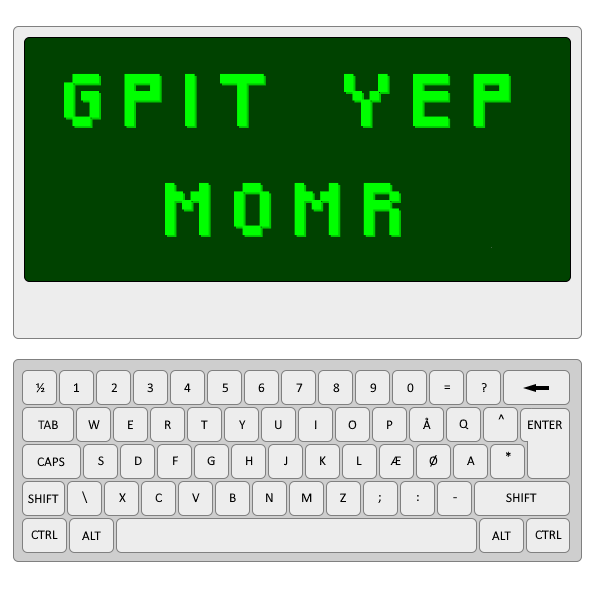 GPIT YEP
MOMR
½ 1 2 3 4 5 6 7 8 9 0 = ?
TAB W E R T Y U I O P Å Q ^ ENTER
CAPS S D F G H J K L Æ Ø A *
SHIFT \ X C V B N M Z ; : - SHIFT
CTRL ALT ALT CTRL